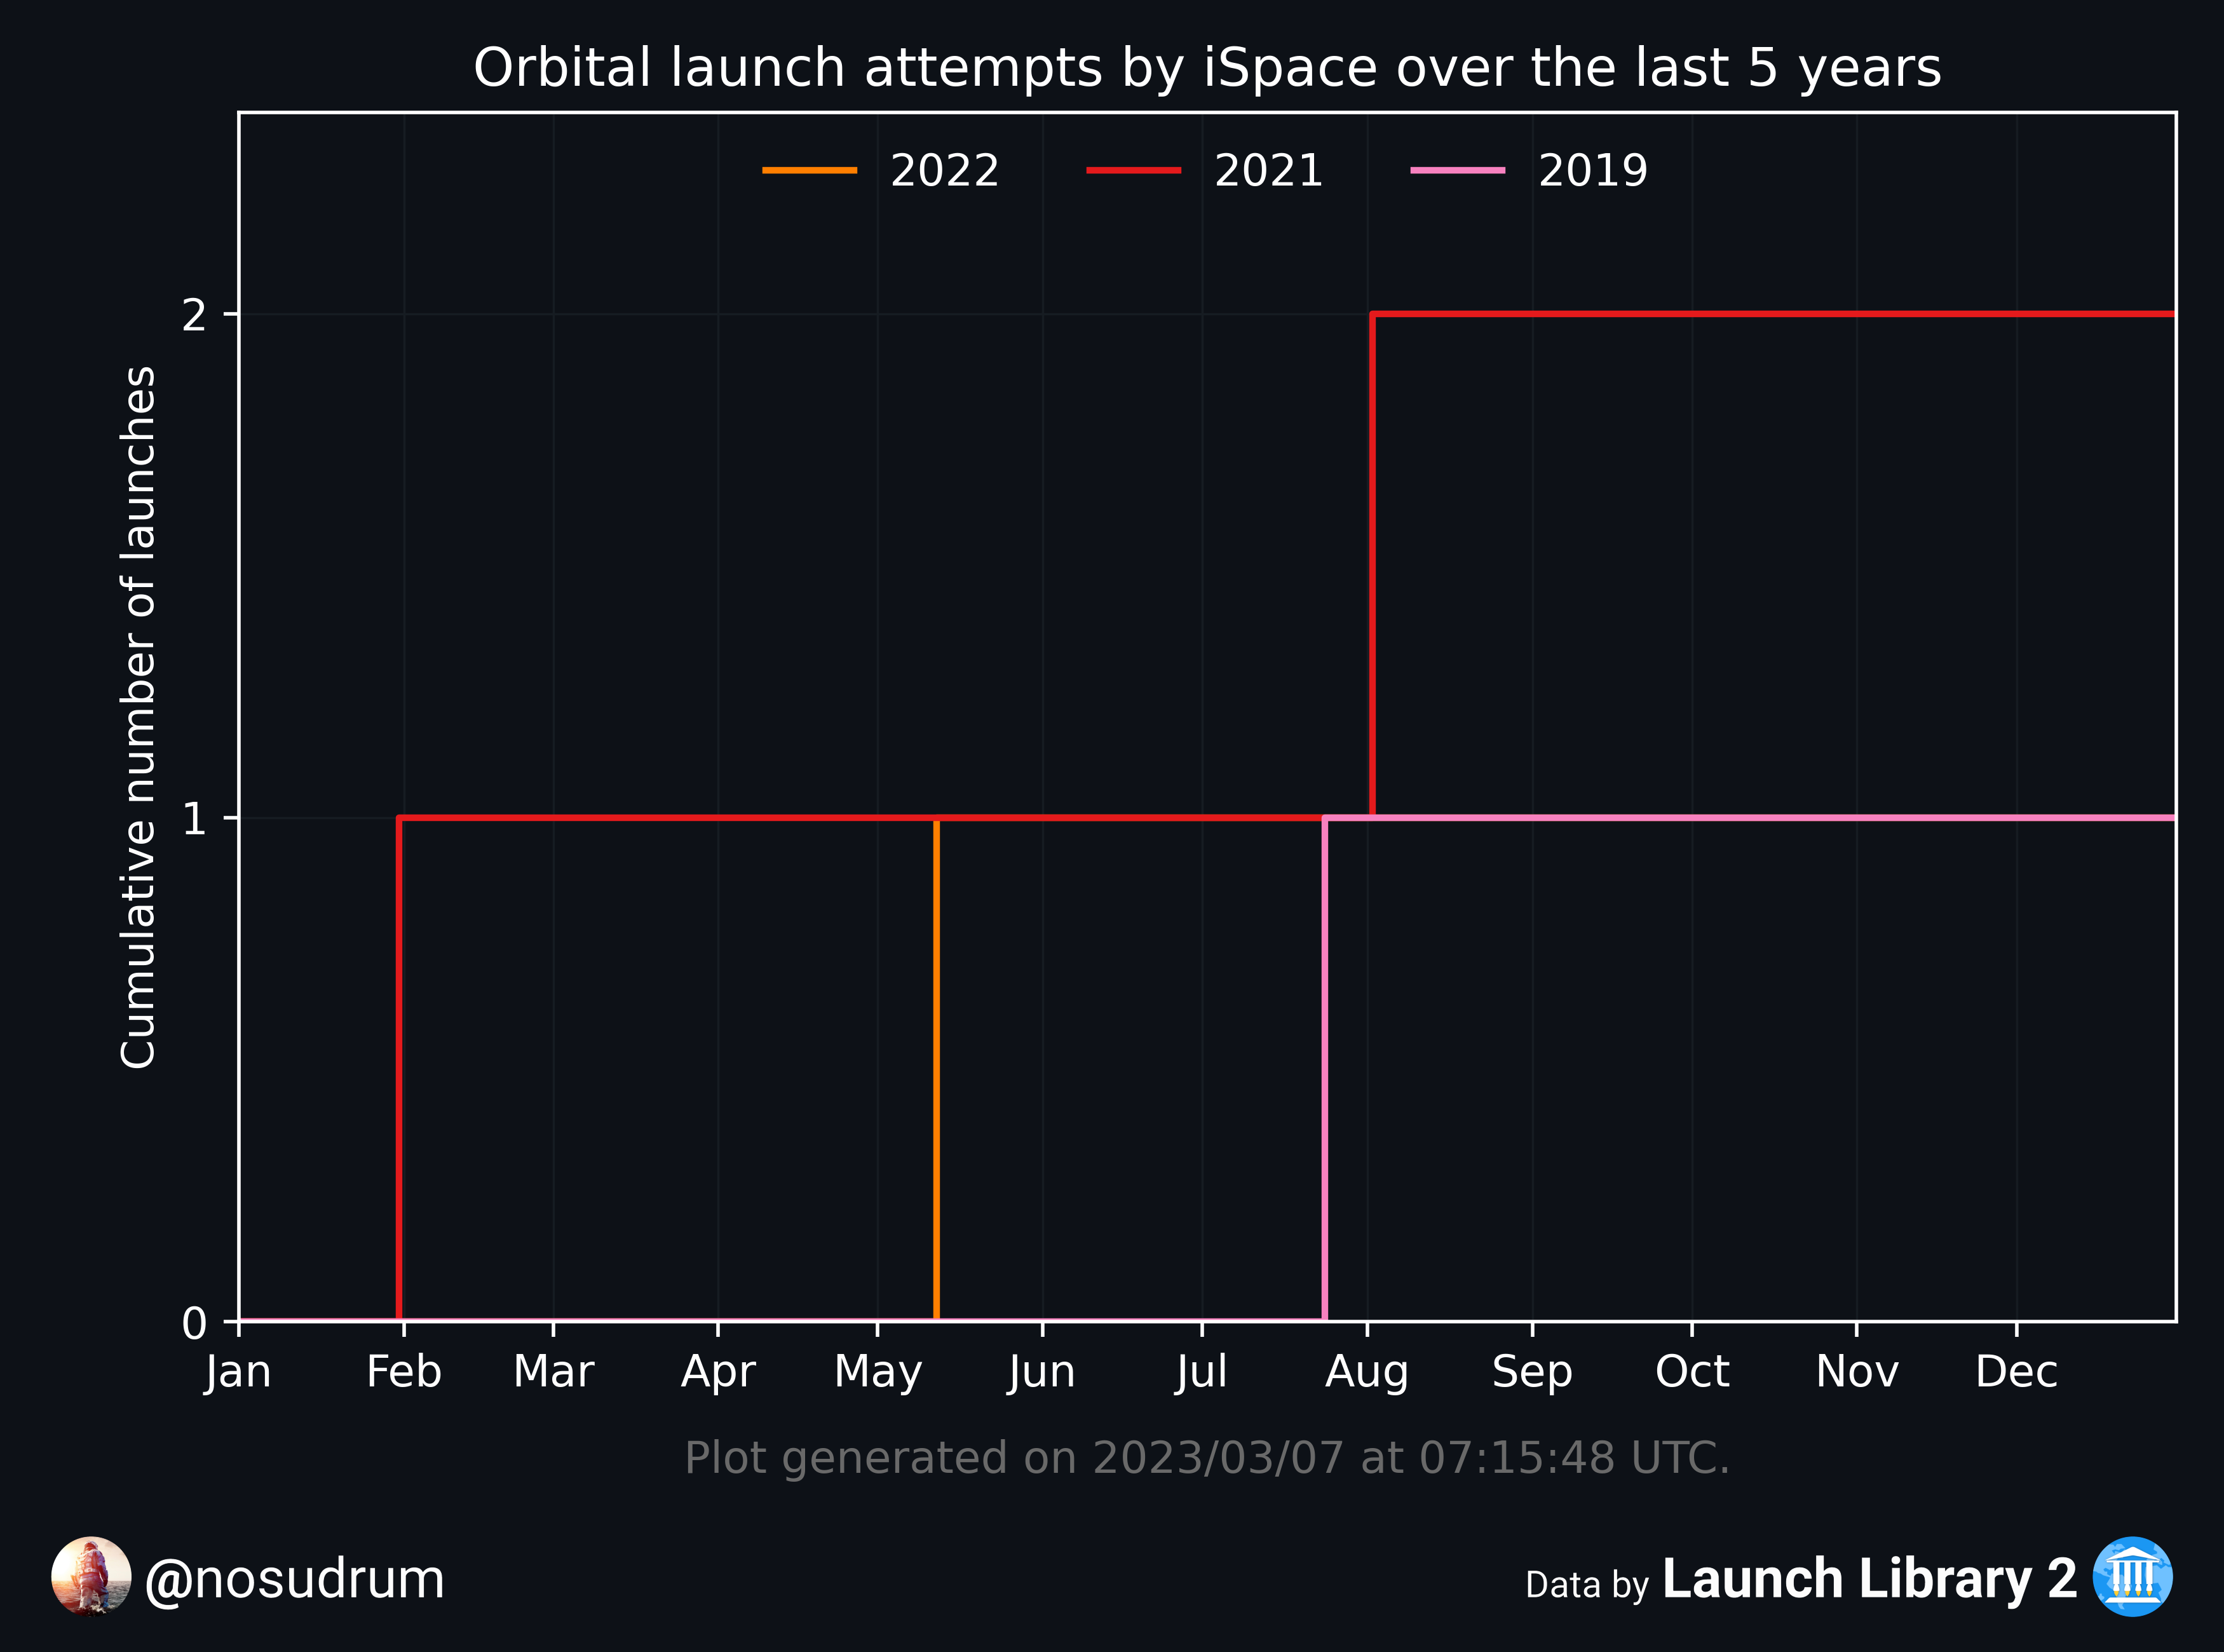 Orbital launch attempts by iSpace over the last 5 years
2022 2021 2019
Cumulative number of launches
2
1
0
Jan Feb Mar Apr May Jun Jul Aug Sep Oct Nov Dec
Plot generated on 2023/03/07 at 07:15:48 UTC.
@nosudrum
Data by Launch Library 2